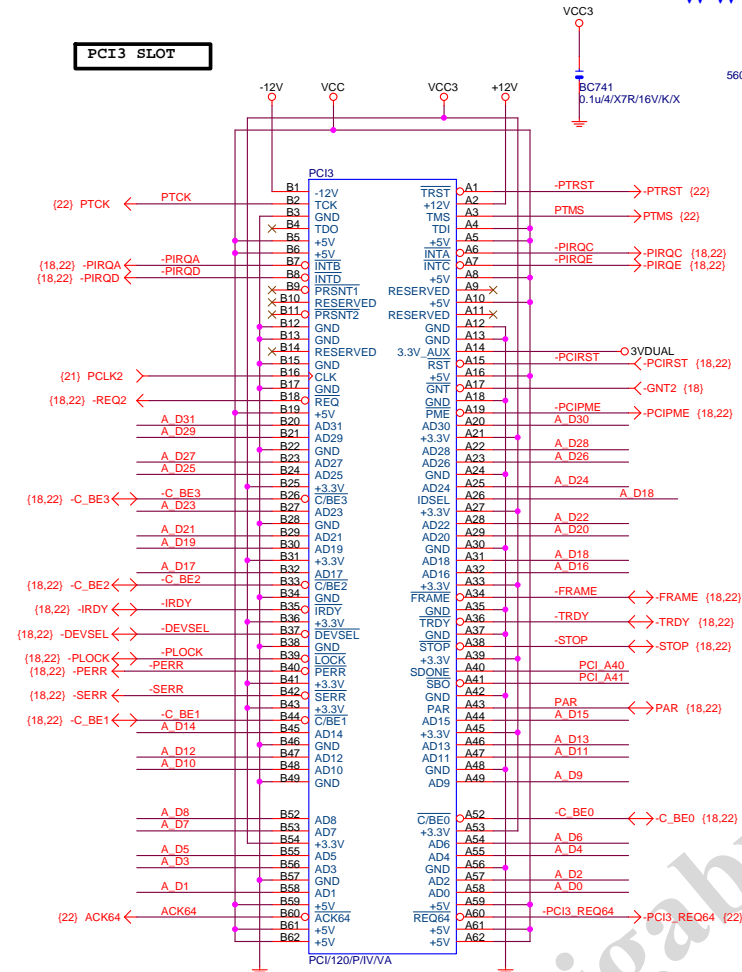 VCC3
PCI3 SLOT
BC741
0.1u/4/X7R/16V/K/X
560
-12V VCC VCC3 +12V
PCI3
B1 -12V TRST A1 -PTRST -PTRST {22}
{22} PTCK PTCK B2 TCK +12V A2
B3 GND TMS A3 PTMS PTMS {22}
B4 TDO TDI A4
B5 +5V +5V A5
B6 +5V INTA A6 -PIRQC -PIRQC {18,22}
{18,22} -PIRQA -PIRQA B7 INTB INTC A7 -PIRQE -PIRQE {18,22}
{18,22} -PIRQD -PIRQD B8 INTD +5V A8
B9 PRSNT1 RESERVED A9
B10 RESERVED +5V A10
B11 PRSNT2 RESERVED A11
B12 GND GND A12
B13 GND GND A13
B14 RESERVED 3.3V_AUX A14 3VDUAL
B15 GND RST A15 -PCIRST -PCIRST {18,22}
{21} PCLK2 B16 CLK +5V A16
B17 GND GNT A17 -GNT2 {18}
{18,22} -REQ2 B18 REQ GND A18
B19 +5V PME A19 -PCIPME -PCIPME {18,22}
A_D31 B20 AD31 AD30 A20 A_D30
A_D29 B21 AD29 +3.3V A21
B22 GND AD28 A22 A_D28
A_D27 B23 AD27 AD26 A23 A_D26
A_D25 B24 AD25 GND A24
B25 +3.3V AD24 A25 A_D24
{18,22} -C_BE3 -C_BE3 B26 C/BE3 IDSEL A26 A_D18
A_D23 B27 AD23 +3.3V A27
B28 GND AD22 A28 A_D22
A_D21 B29 AD21 AD20 A29 A_D20
A_D19 B30 AD19 GND A30
B31 +3.3V AD18 A31 A_D18
A_D17 B32 AD17 AD16 A32 A_D16
{18,22} -C_BE2 -C_BE2 B33 C/BE2 +3.3V A33
B34 GND FRAME A34 -FRAME -FRAME {18,22}
{18,22} -IRDY -IRDY B35 IRDY GND A35
B36 +3.3V TRDY A36 -TRDY -TRDY {18,22}
{18,22} -DEVSEL -DEVSEL B37 DEVSEL GND A37
B38 GND STOP A38 -STOP -STOP {18,22}
{18,22} -PLOCK -PLOCK B39 LOCK +3.3V A39
{18,22} -PERR -PERR B40 PERR SDONE A40 PCI_A40
B41 +3.3V SBO A41 PCI_A41
{18,22} -SERR -SERR B42 SERR GND A42
B43 +3.3V PAR A43 PAR PAR {18,22}
{18,22} -C_BE1 -C_BE1 B44 C/BE1 AD15 A44 A_D15
A_D14 B45 AD14 +3.3V A45
B46 GND AD13 A46 A_D13
A_D12 B47 AD12 AD11 A47 A_D11
A_D10 B48 AD10 GND A48
B49 GND AD9 A49 A_D9
A_D8 B52 AD8 C/BE0 A52 -C_BE0 -C_BE0 {18,22}
A_D7 B53 AD7 +3.3V A53
B54 +3.3V AD6 A54 A_D6
A_D5 B55 AD5 AD4 A55 A_D4
A_D3 B56 AD3 GND A56
B57 GND AD2 A57 A_D2
A_D1 B58 AD1 AD0 A58 A_D0
B59 +5V +5V A59
{22} ACK64 ACK64 B60 ACK64 REQ64 A60 -PCI3_REQ64 -PCI3_REQ64 {22}
B61 +5V +5V A61
B62 +5V +5V A62
PCI/120/P/IV/VA